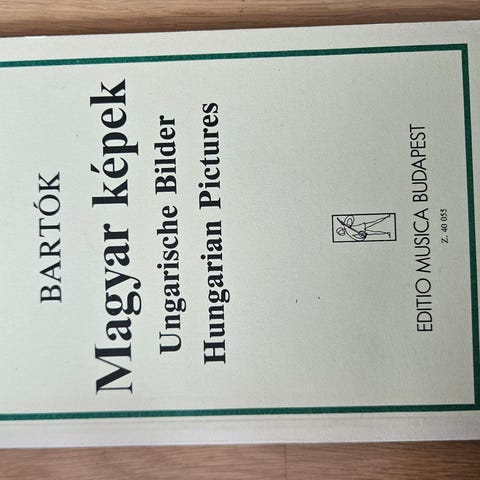 BARTÓK
Magyar képek
Ungarische Bilder
Hungarian Pictures
EDITIO MUSICA BUDAPEST
Z. 40 055